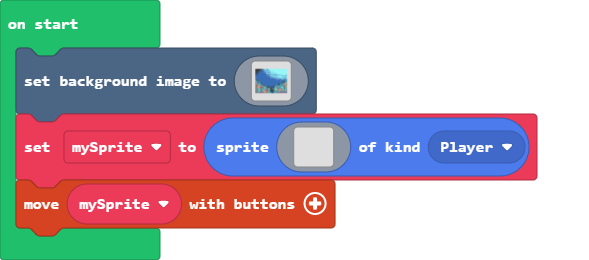 on start
set background image to
set mySprite to sprite of kind Player
move mySprite with buttons